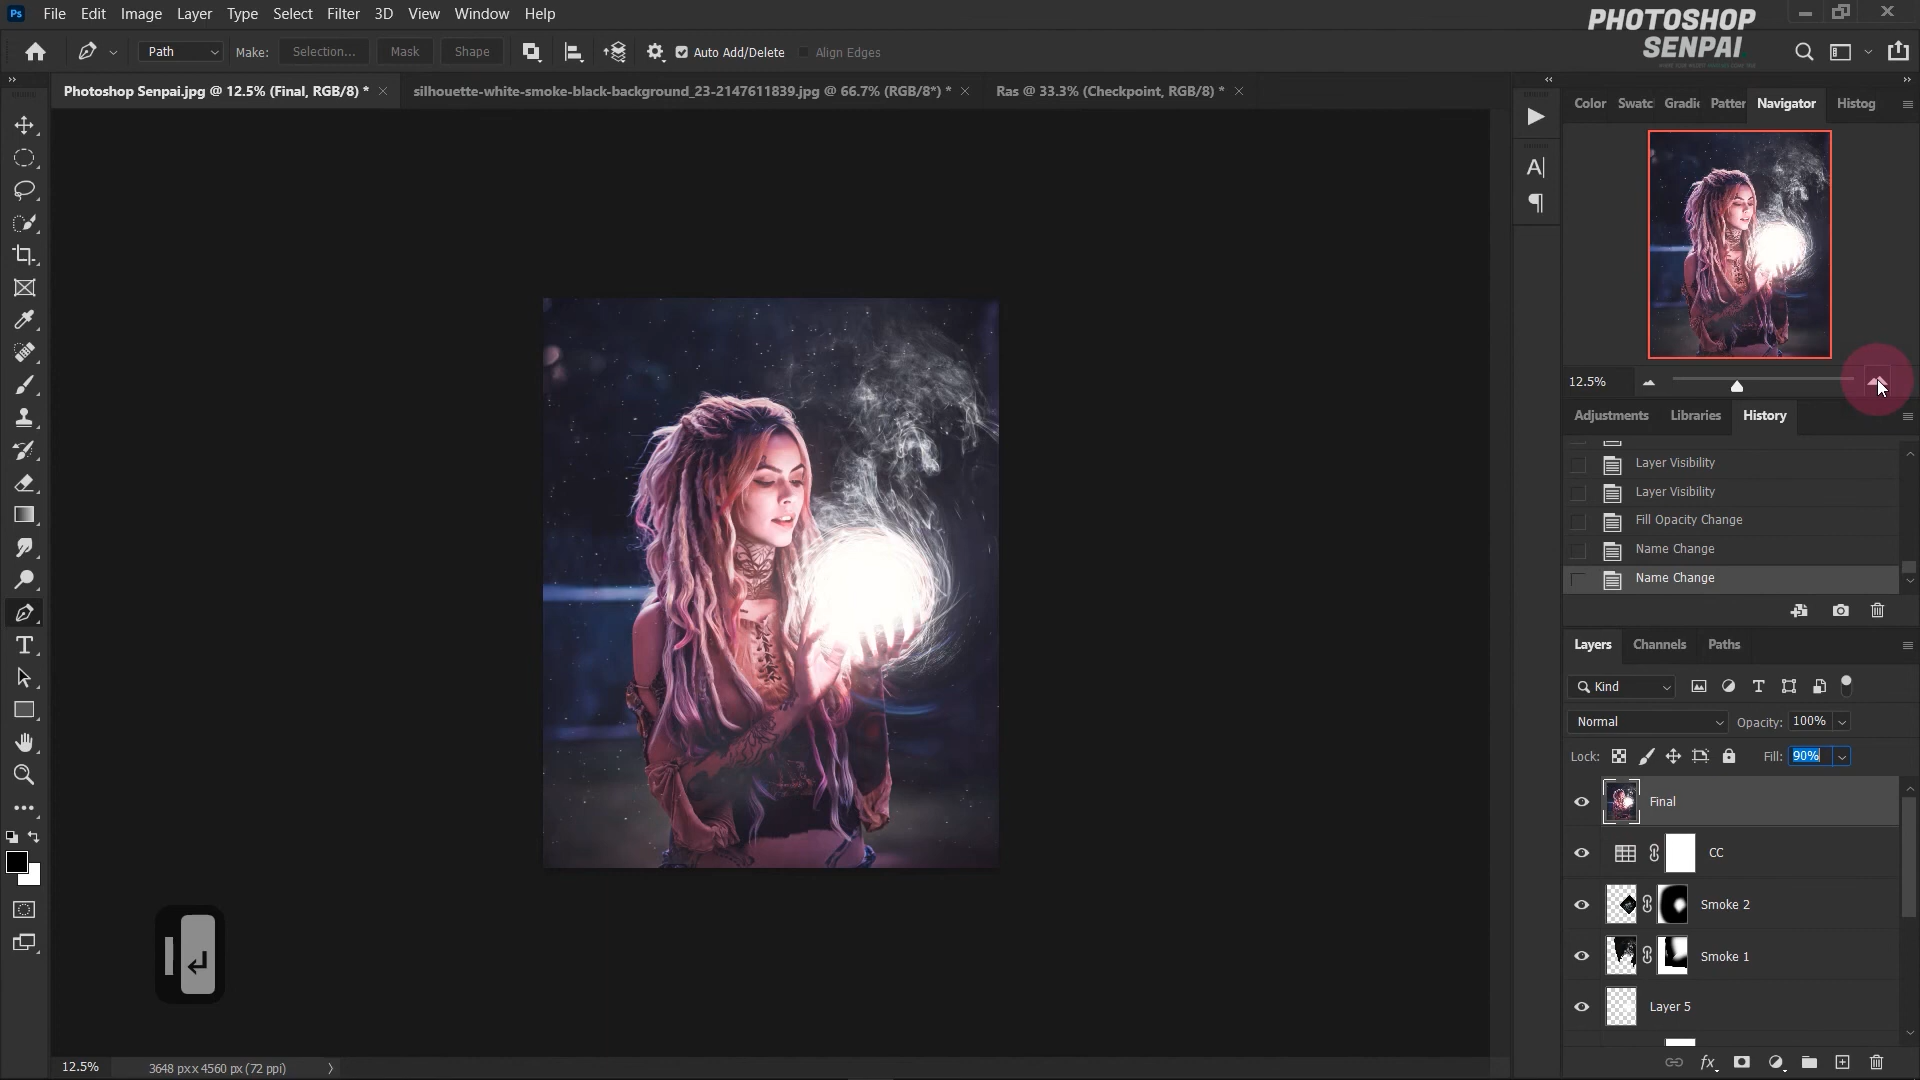 Ps File Edit Image Layer Type Select Filter 3D View Window Help
PHOTOSHOP
SENPAI
Path Make: Selection... Mask Shape Auto Add/Delete Align Edges
Photoshop Senpai.jpg @ 12.5% (Final, RGB/8) * silhouette-white-smoke-black-background_23-2147611839.jpg @ 66.7% (RGB/8*) * Ras @ 33.3% (Checkpoint, RGB/8) *
Color Swatc Gradie Patter Navigator Histog
12.5%
Adjustments Libraries History
Layer Visibility
Layer Visibility
Fill Opacity Change
Name Change
Name Change
Layers Channels Paths
Kind
Normal Opacity: 100%
Lock: Fill: 90%
Final
CC
Smoke 2
Smoke 1
Layer 5
fx
12.5% 3648 px x 4560 px (72 ppi)